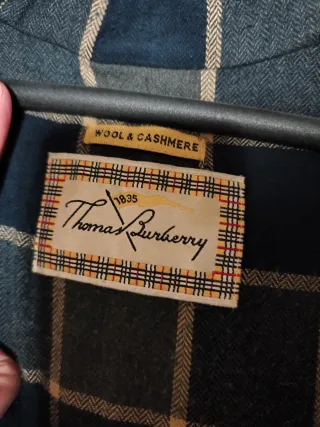 WOOL & CASHMERE
1835
Thomas Burberry